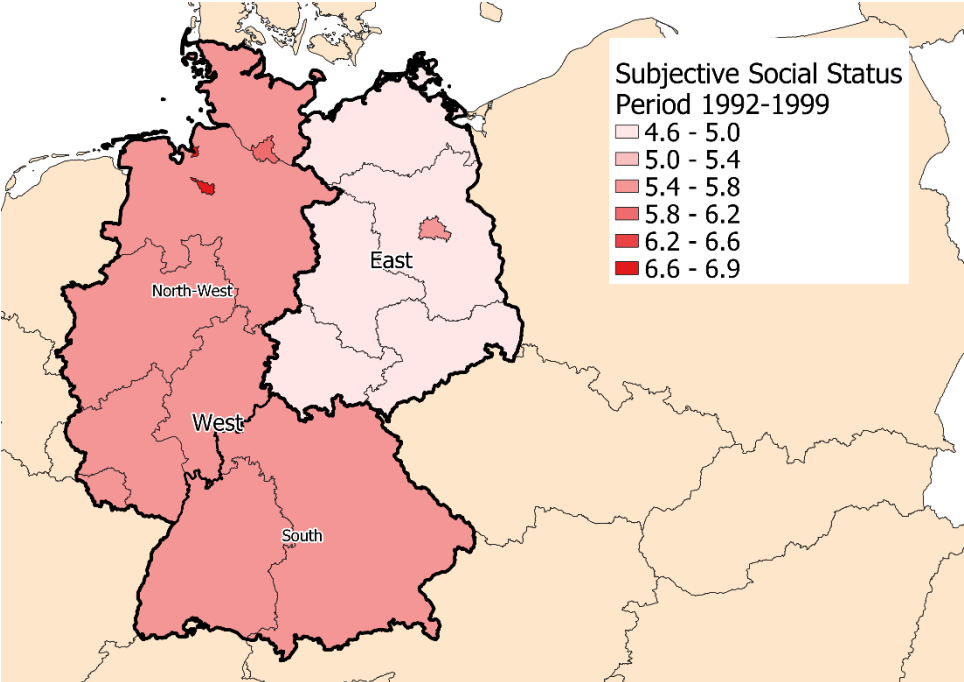 Subjective Social Status
Period 1992-1999
4.6 - 5.0
5.0 - 5.4
5.4 - 5.8
5.8 - 6.2
6.2 - 6.6
6.6 - 6.9
East
North-West
West
South